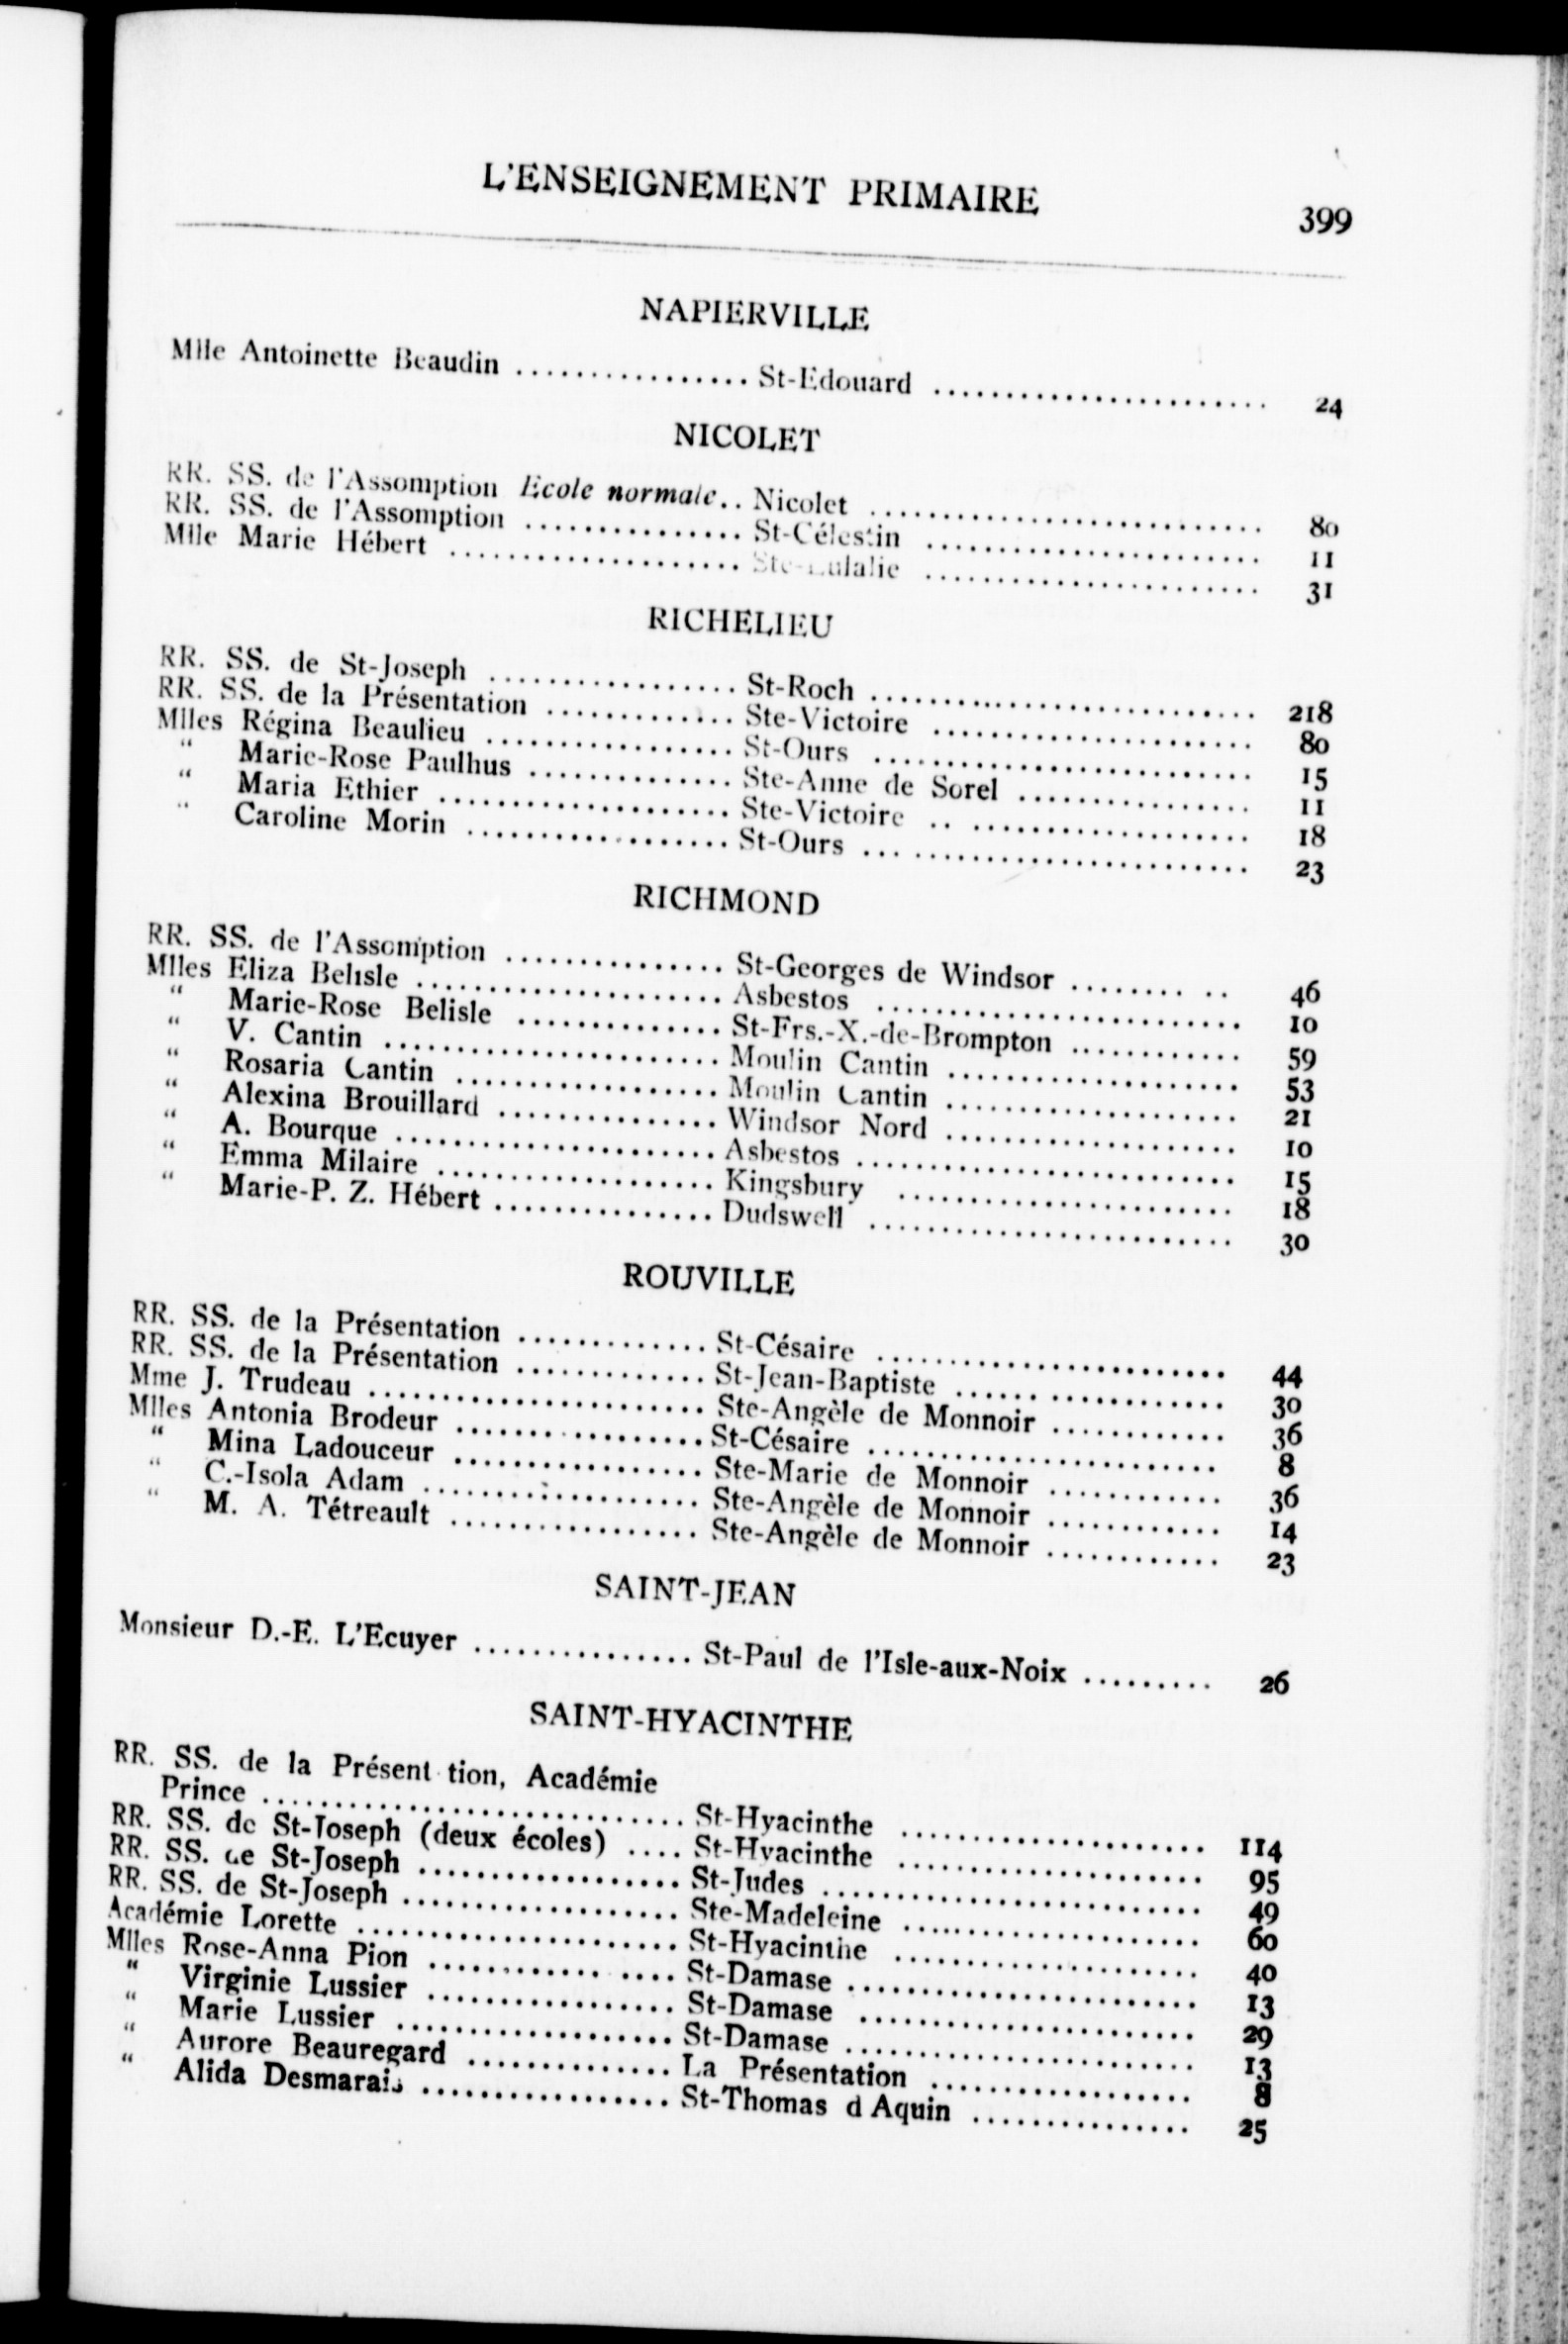 L'ENSEIGNEMENT PRIMAIRE 399
NAPIERVILLE
Mlle Antoinette Beaudin ................ St-Edouard ....................... 24
NICOLET
RR. SS. de l'Assomption Ecole normale.. Nicolet ........................... 80
RR. SS. de l'Assomption ............... St-Célestin ....................... 11
Mlle Marie Hébert .................... Ste-Eulalie ....................... 31
RICHELIEU
RR. SS. de St-Joseph ................. St-Roch ........................... 218
RR. SS. de la Présentation ............. Ste-Victoire ...................... 80
Mlles Régina Beaulieu ................. St-Ours .......................... 15
" Marie-Rose Paulhus .............. Ste-Anne de Sorel ................ 11
" Maria Ethier .................... Ste-Victoire .. ................... 18
" Caroline Morin .................. St-Ours ... ....................... 23
RICHMOND
RR. SS. de l'Assomption ............... St-Georges de Windsor ........ .. 46
Mlles Eliza Belisle ..................... Asbestos ......................... 10
" Marie-Rose Belisle .............. St-Frs.-X.-de-Brompton ............ 59
" V. Cantin ....................... Moulin Cantin .................... 53
" Rosaria Cantin .................. Moulin Cantin .................... 21
" Alexina Brouillard ............... Windsor Nord .................... 10
" A. Bourque ...................... Asbestos .......................... 15
" Emma Milaire ................... Kingsbury ....................... 18
" Marie-P. Z. Hébert ............... Dudswell ......................... 30
ROUVILLE
RR. SS. de la Présentation ............. St-Césaire ........................ 44
RR. SS. de la Présentation ............. St-Jean-Baptiste ...... ............ 30
Mme J. Trudeau ....................... Ste-Angèle de Monnoir ............ 36
Mlles Antonia Brodeur ................. St-Césaire ........................ 8
" Mina Ladouceur ................. Ste-Marie de Monnoir ............ 36
" C.-Isola Adam ................... Ste-Angèle de Monnoir ............ 14
" M. A. Tétreault ................. Ste-Angèle de Monnoir ............ 23
SAINT-JEAN
Monsieur D.-E. L'Ecuyer ............... St-Paul de l'Isle-aux-Noix ......... 26
SAINT-HYACINTHE
RR. SS. de la Présent tion, Académie
Prince ............................. St-Hyacinthe ..................... 114
RR. SS. de St-Joseph (deux écoles) .... St-Hyacinthe ..................... 95
RR. SS. de St-Joseph .................. St-Judes .......................... 49
RR. SS. de St-Joseph ................... Ste-Madeleine .................... 60
Académie Lorette ...................... St-Hyacinthe ..................... 40
Mlles Rose-Anna Pion ............ .... St-Damase ........................ 13
" Virginie Lussier ................. St-Damase ....................... 29
" Marie Lussier ................... St-Damase ........................ 13
" Aurore Beauregard .............. La Présentation .................. 8
" Alida Desmarais ................. St-Thomas d Aquin ............... 25